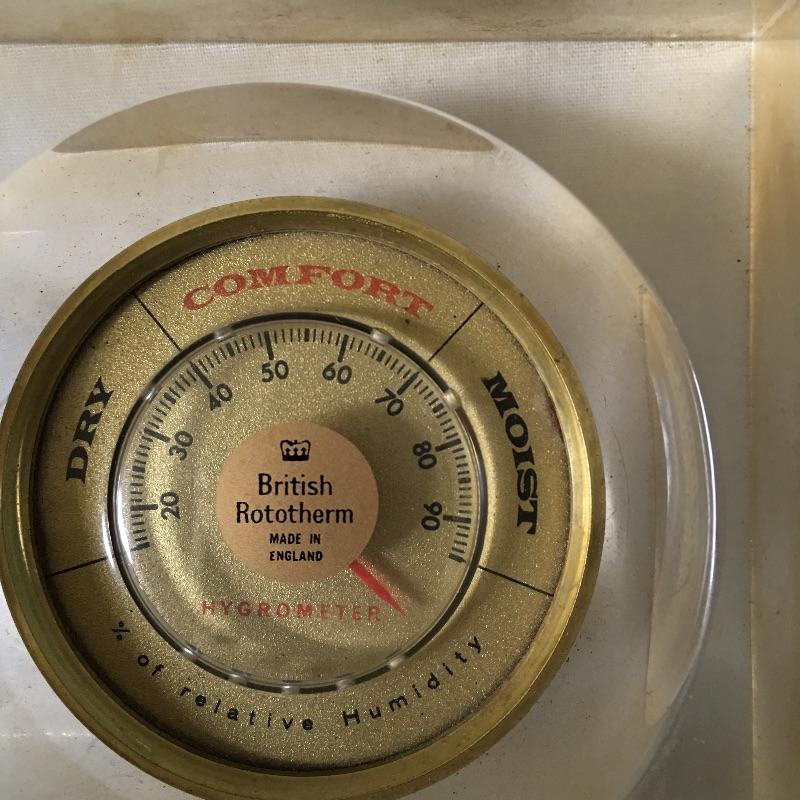 COMFORT
DRY
MOIST
20 30 40 50 60 70 80 90
British
Rototherm
MADE IN
ENGLAND
HYGROMETER
% of relative Humidity